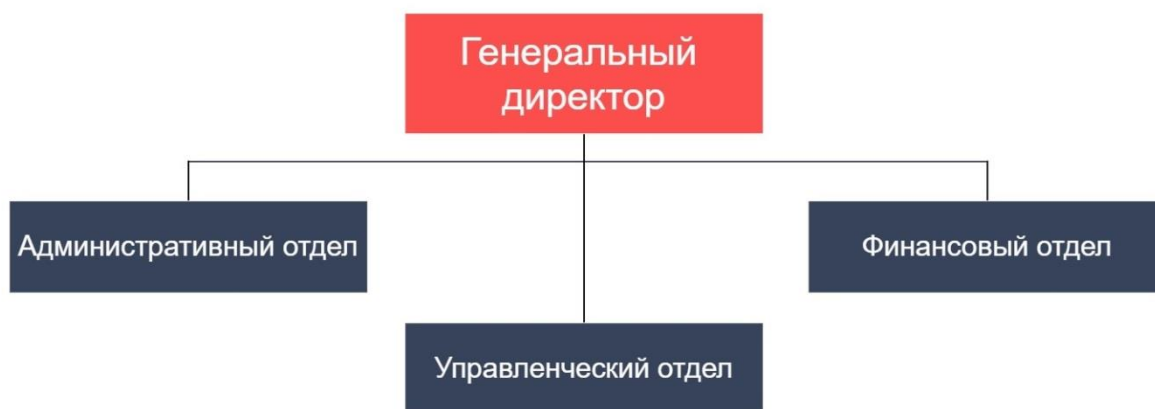 Генеральный
директор
Административный отдел
Финансовый отдел
Управленческий отдел